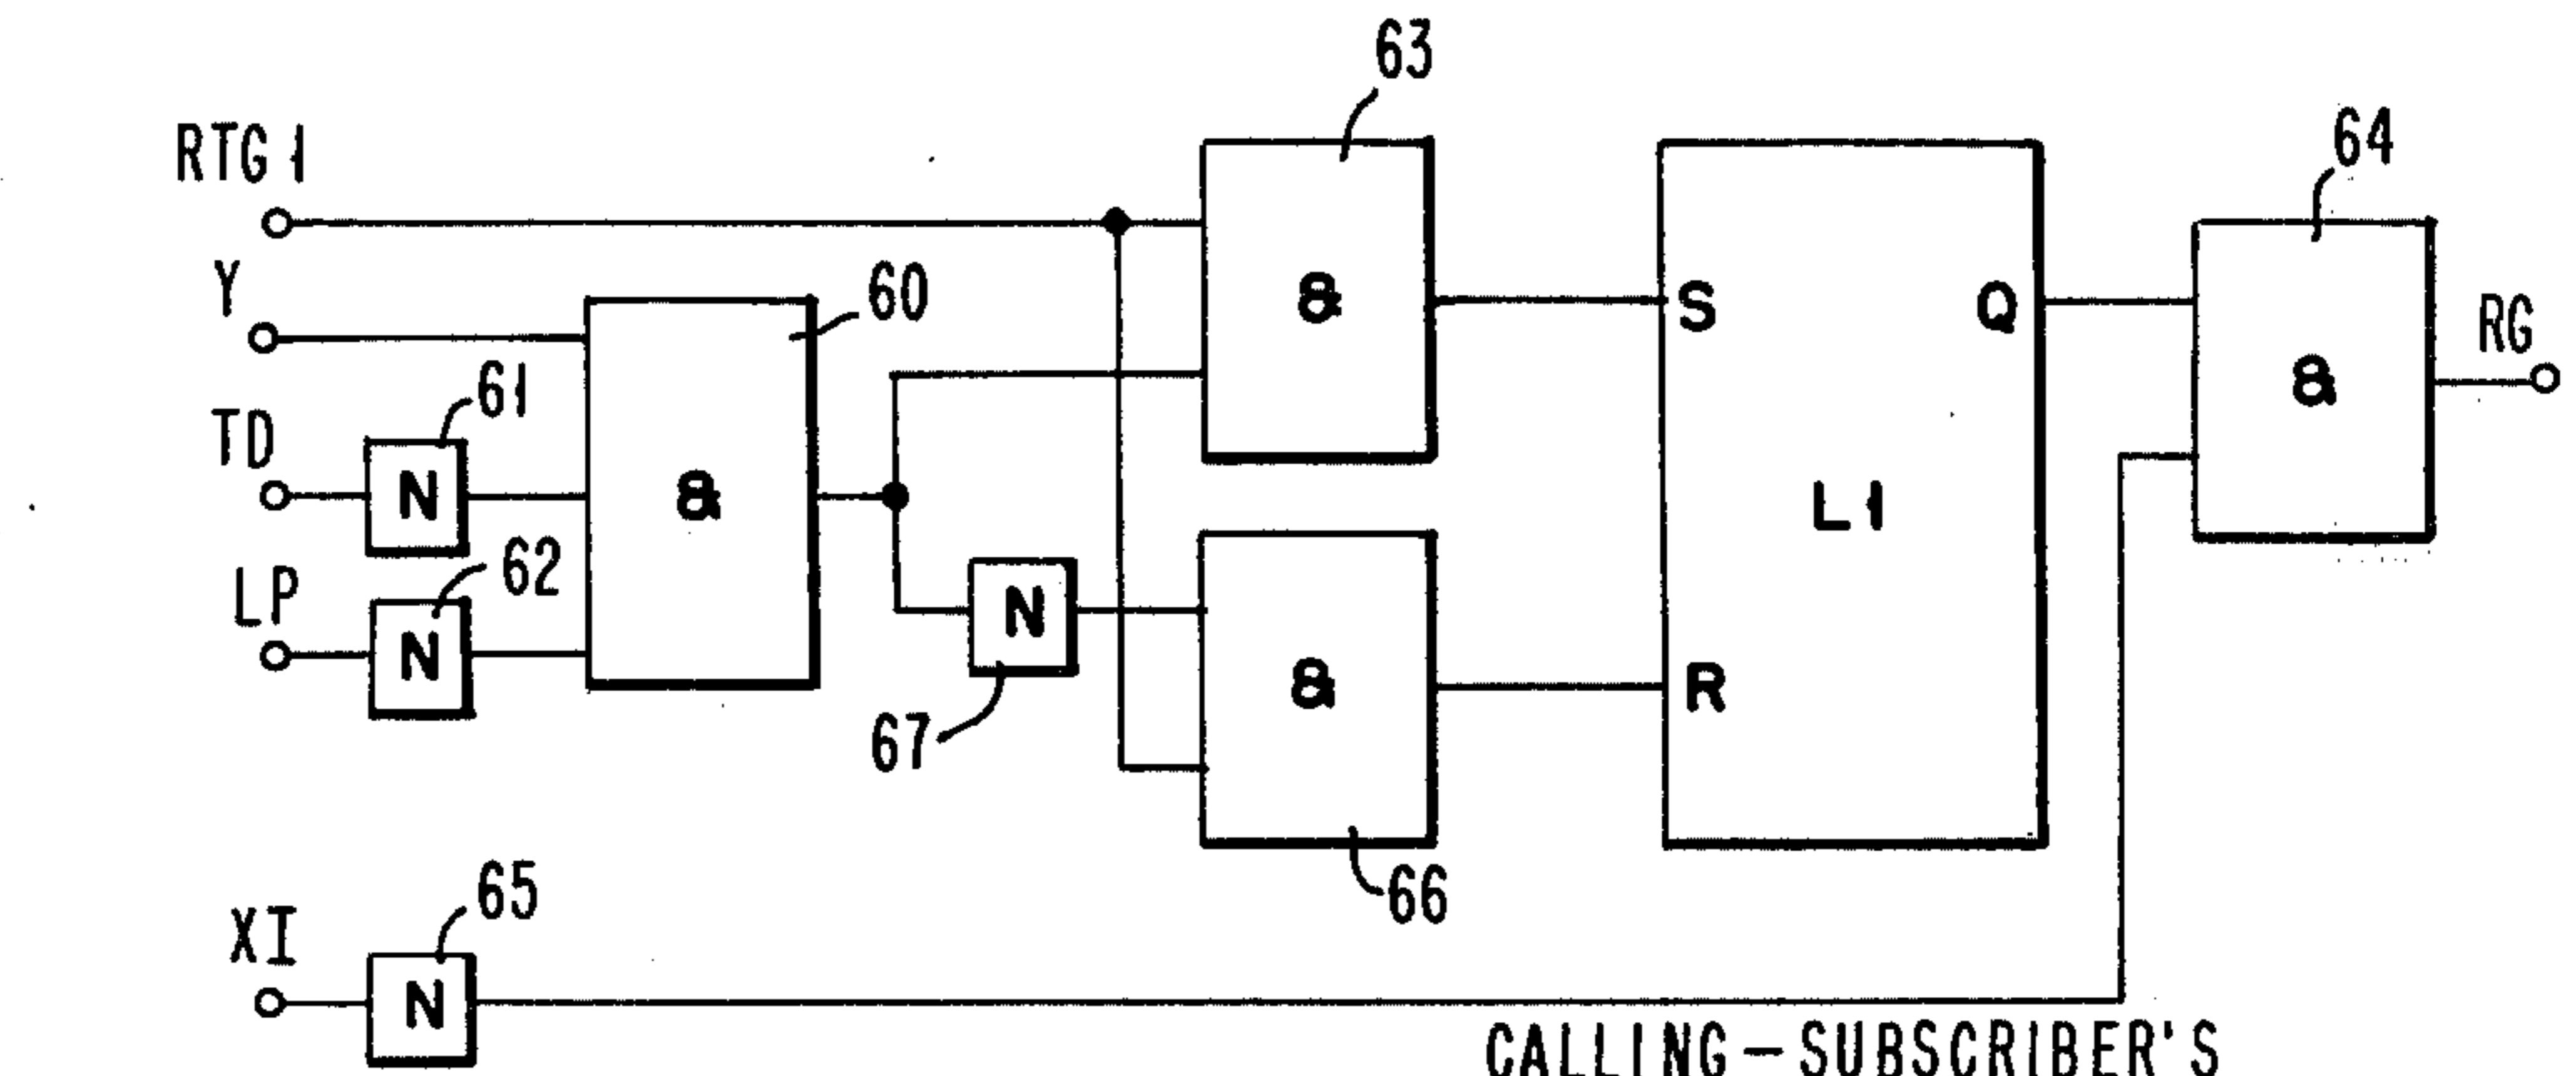 63
RTG 1
64
Y
60
&
S
Q
RG
61
TD
N
&
&
L1
62
LP
N
N
&
R
67
66
65
XI
N
CALLING-SUBSCRIBER'S